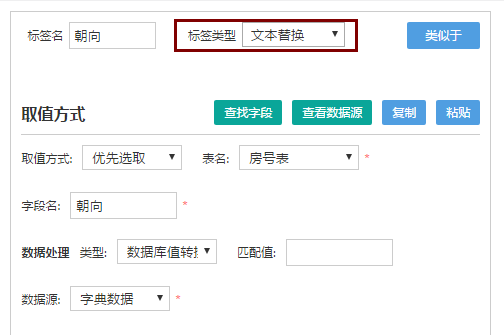 标签名 朝向 标签类型 文本替换 类似于
取值方式 查找字段 查看数据源 复制 粘贴
取值方式: 优先选取 表名: 房号表 *
字段名: 朝向 *
数据处理 类型: 数据库值转换 匹配值:
数据源: 字典数据 *